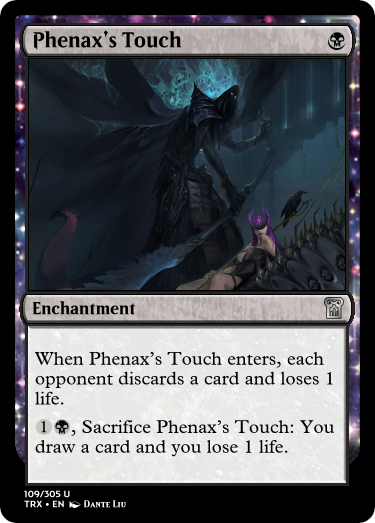 Phenax's Touch
Enchantment
When Phenax's Touch enters, each
opponent discards a card and loses 1
life.
1 , Sacrifice Phenax's Touch: You
draw a card and you lose 1 life.
109/305 U
TRX • EN Dante Liu